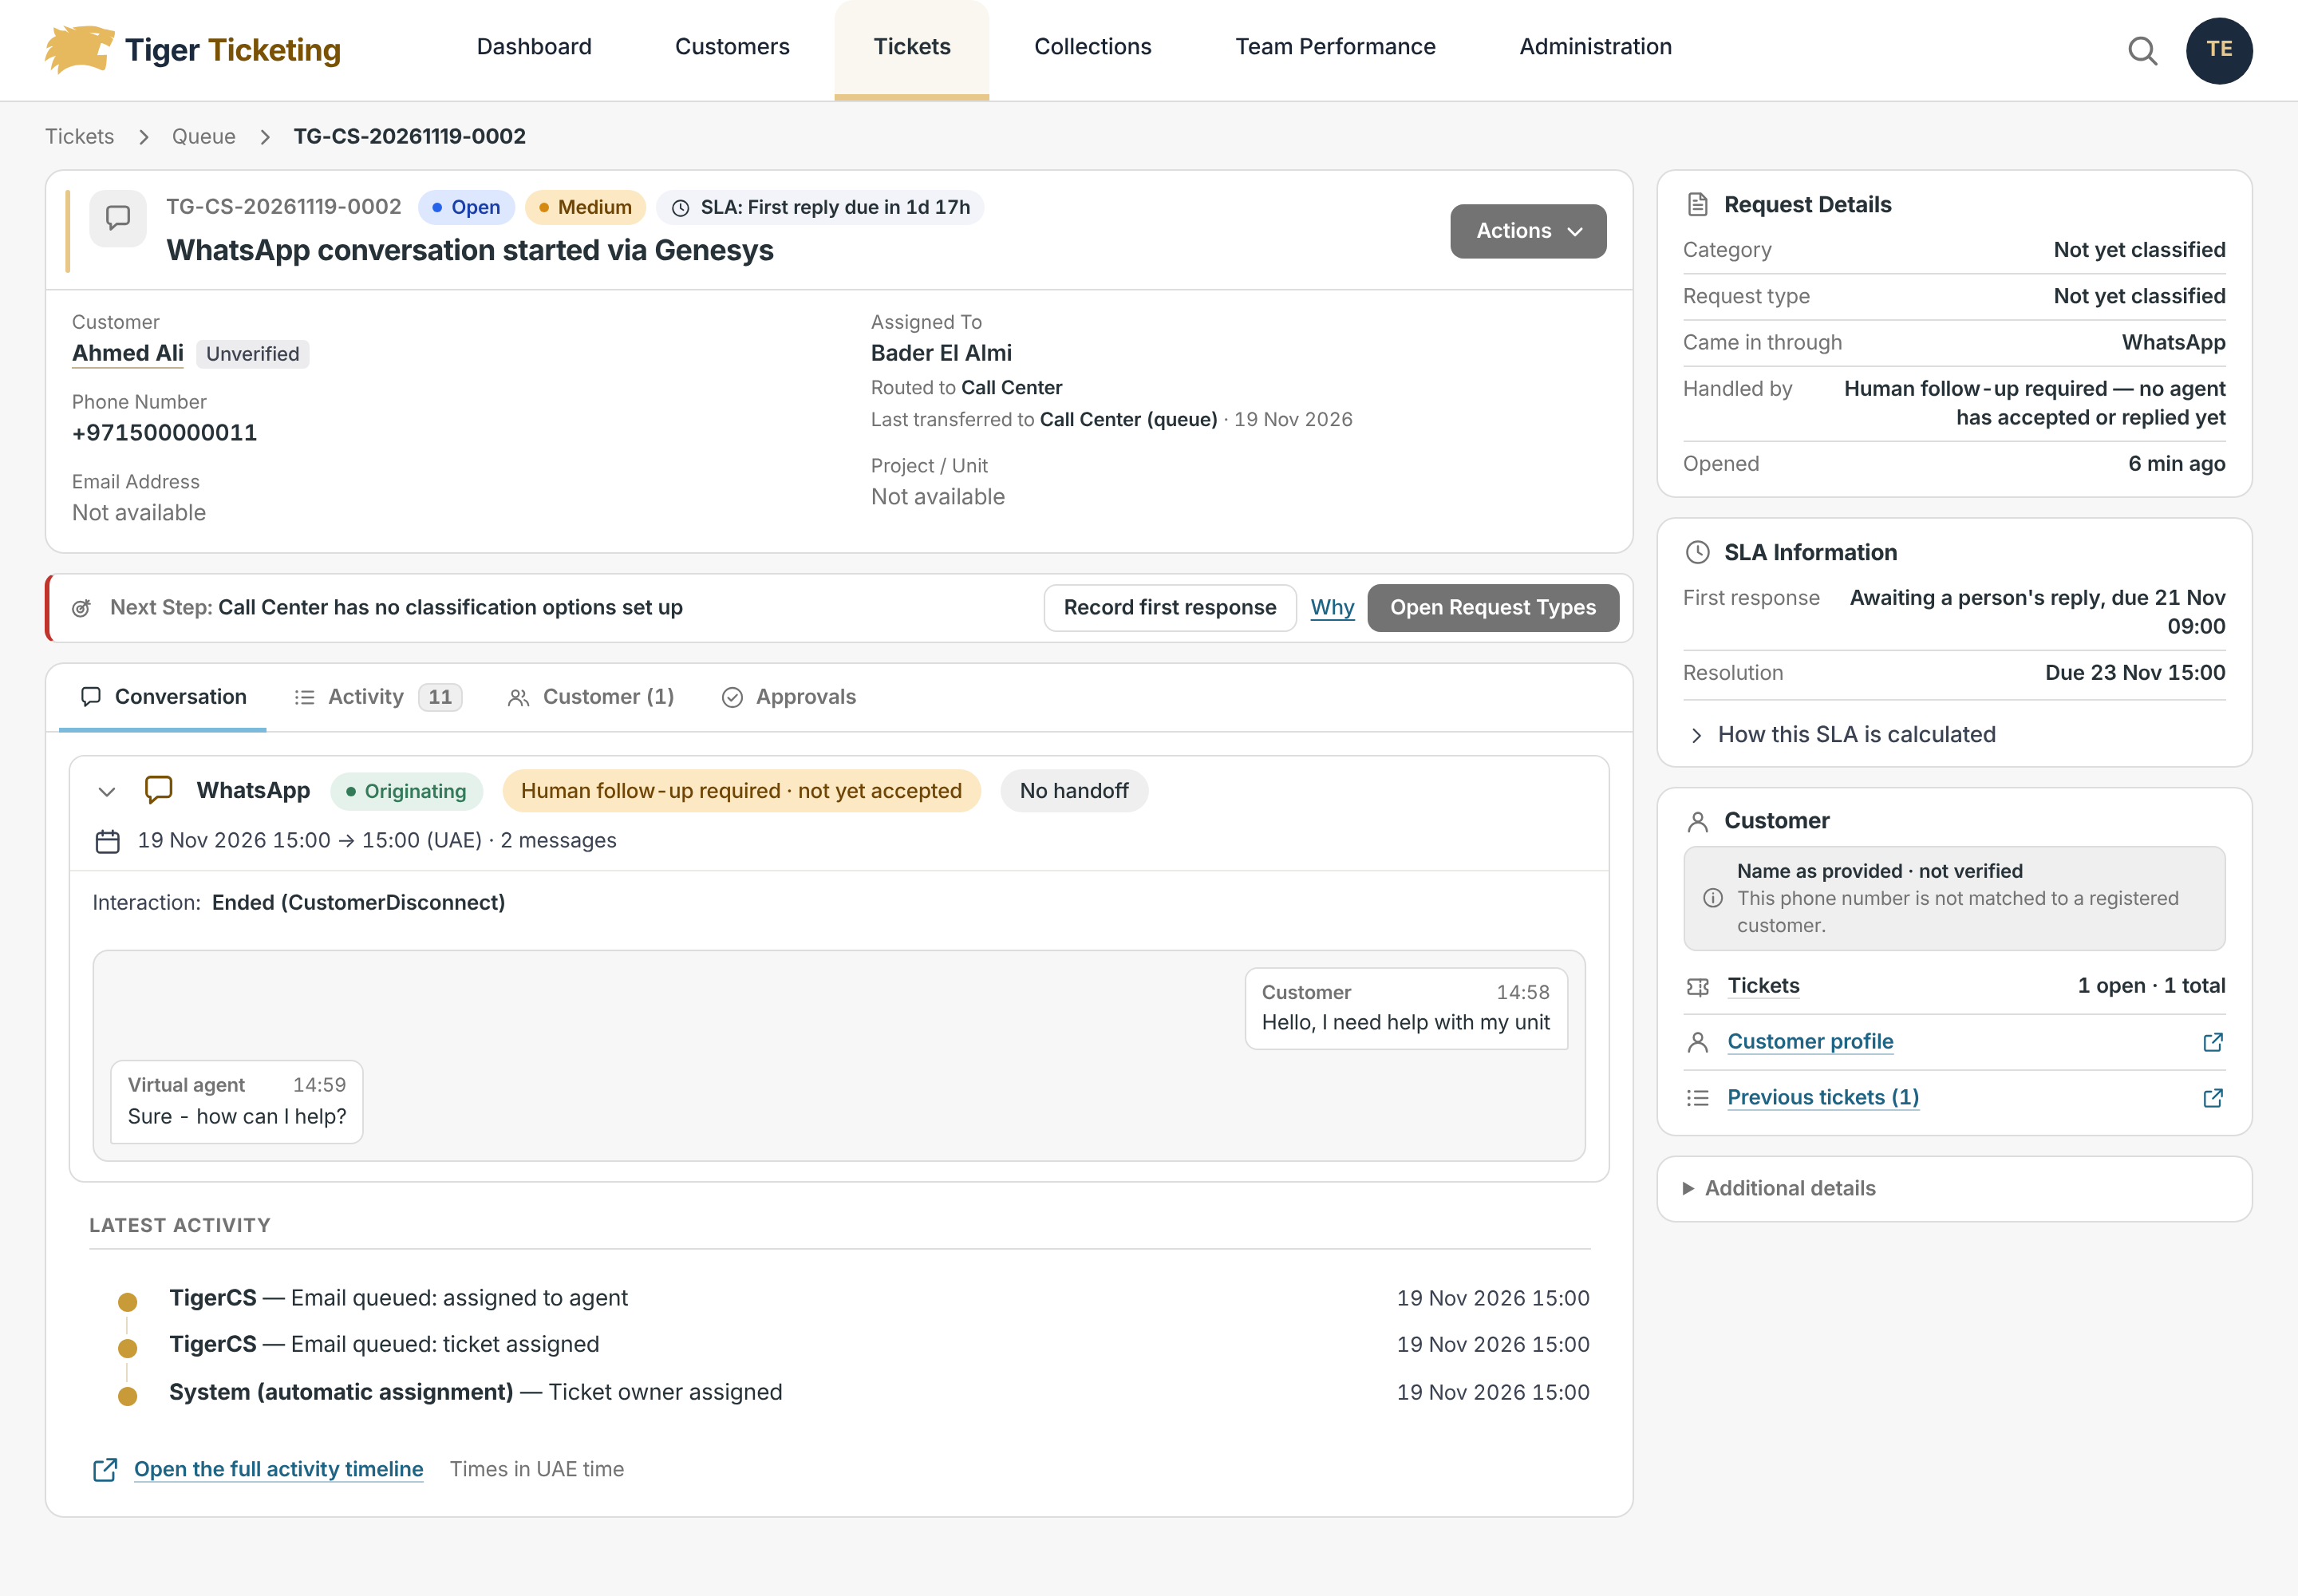 Tiger Ticketing
Dashboard
Customers
Tickets
Collections
Team Performance
Administration
TE
Tickets > Queue > TG-CS-20261119-0002
TG-CS-20261119-0002
Open
Medium
SLA: First reply due in 1d 17h
WhatsApp conversation started via Genesys
Actions
Customer
Ahmed Ali Unverified
Phone Number
+971500000011
Email Address
Not available
Assigned To
Bader El Almi
Routed to Call Center
Last transferred to Call Center (queue) · 19 Nov 2026
Project / Unit
Not available
Next Step: Call Center has no classification options set up
Record first response
Why
Open Request Types
Conversation
Activity 11
Customer (1)
Approvals
WhatsApp
Originating
Human follow-up required · not yet accepted
No handoff
19 Nov 2026 15:00 → 15:00 (UAE) · 2 messages
Interaction: Ended (CustomerDisconnect)
Customer 14:58
Hello, I need help with my unit
Virtual agent 14:59
Sure - how can I help?
LATEST ACTIVITY
TigerCS — Email queued: assigned to agent 19 Nov 2026 15:00
TigerCS — Email queued: ticket assigned 19 Nov 2026 15:00
System (automatic assignment) — Ticket owner assigned 19 Nov 2026 15:00
Open the full activity timeline Times in UAE time
Request Details
Category Not yet classified
Request type Not yet classified
Came in through WhatsApp
Handled by Human follow-up required — no agent
has accepted or replied yet
Opened 6 min ago
SLA Information
First response Awaiting a person's reply, due 21 Nov
09:00
Resolution Due 23 Nov 15:00
How this SLA is calculated
Customer
Name as provided · not verified
This phone number is not matched to a registered
customer.
Tickets 1 open · 1 total
Customer profile
Previous tickets (1)
Additional details